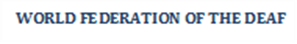 WORLD FEDERATION OF THE DEAF